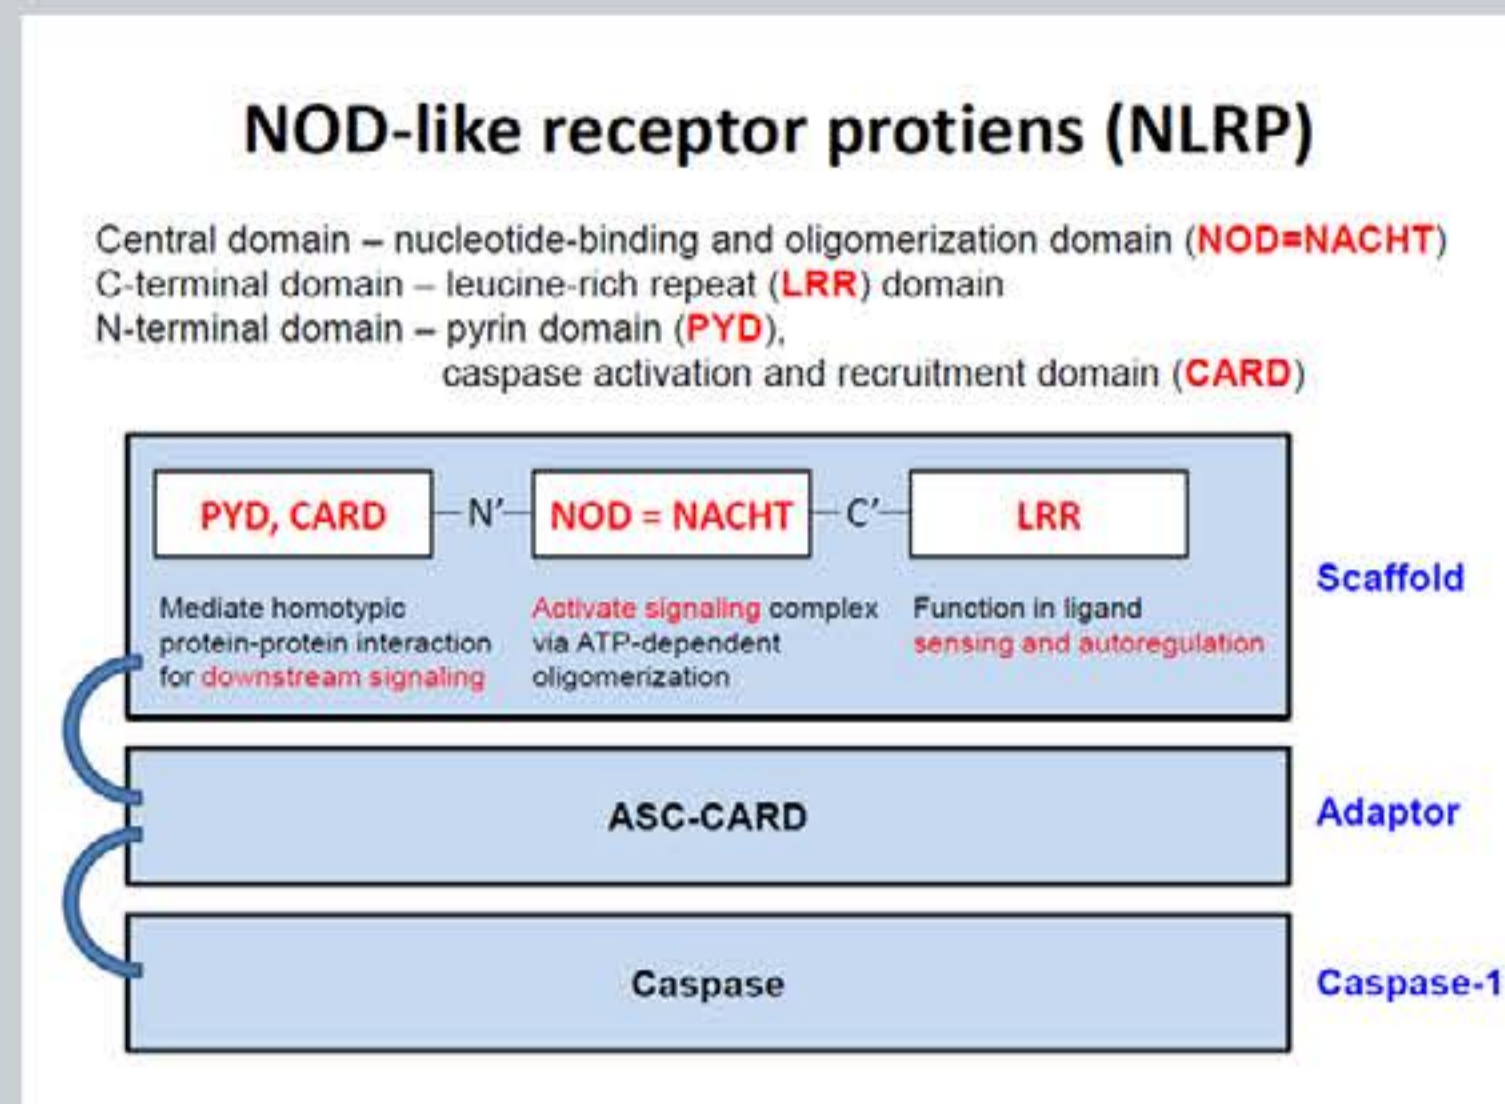 NOD-like receptor protiens (NLRP)
Central domain – nucleotide-binding and oligomerization domain (NOD=NACHT)
C-terminal domain – leucine-rich repeat (LRR) domain
N-terminal domain – pyrin domain (PYD),
caspase activation and recruitment domain (CARD)
PYD, CARD
N'
NOD = NACHT
C'
LRR
Mediate homotypic
protein-protein interaction
for downstream signaling
Activate signaling complex
via ATP-dependent
oligomerization
Function in ligand
sensing and autoregulation
Scaffold
ASC-CARD
Adaptor
Caspase
Caspase-1